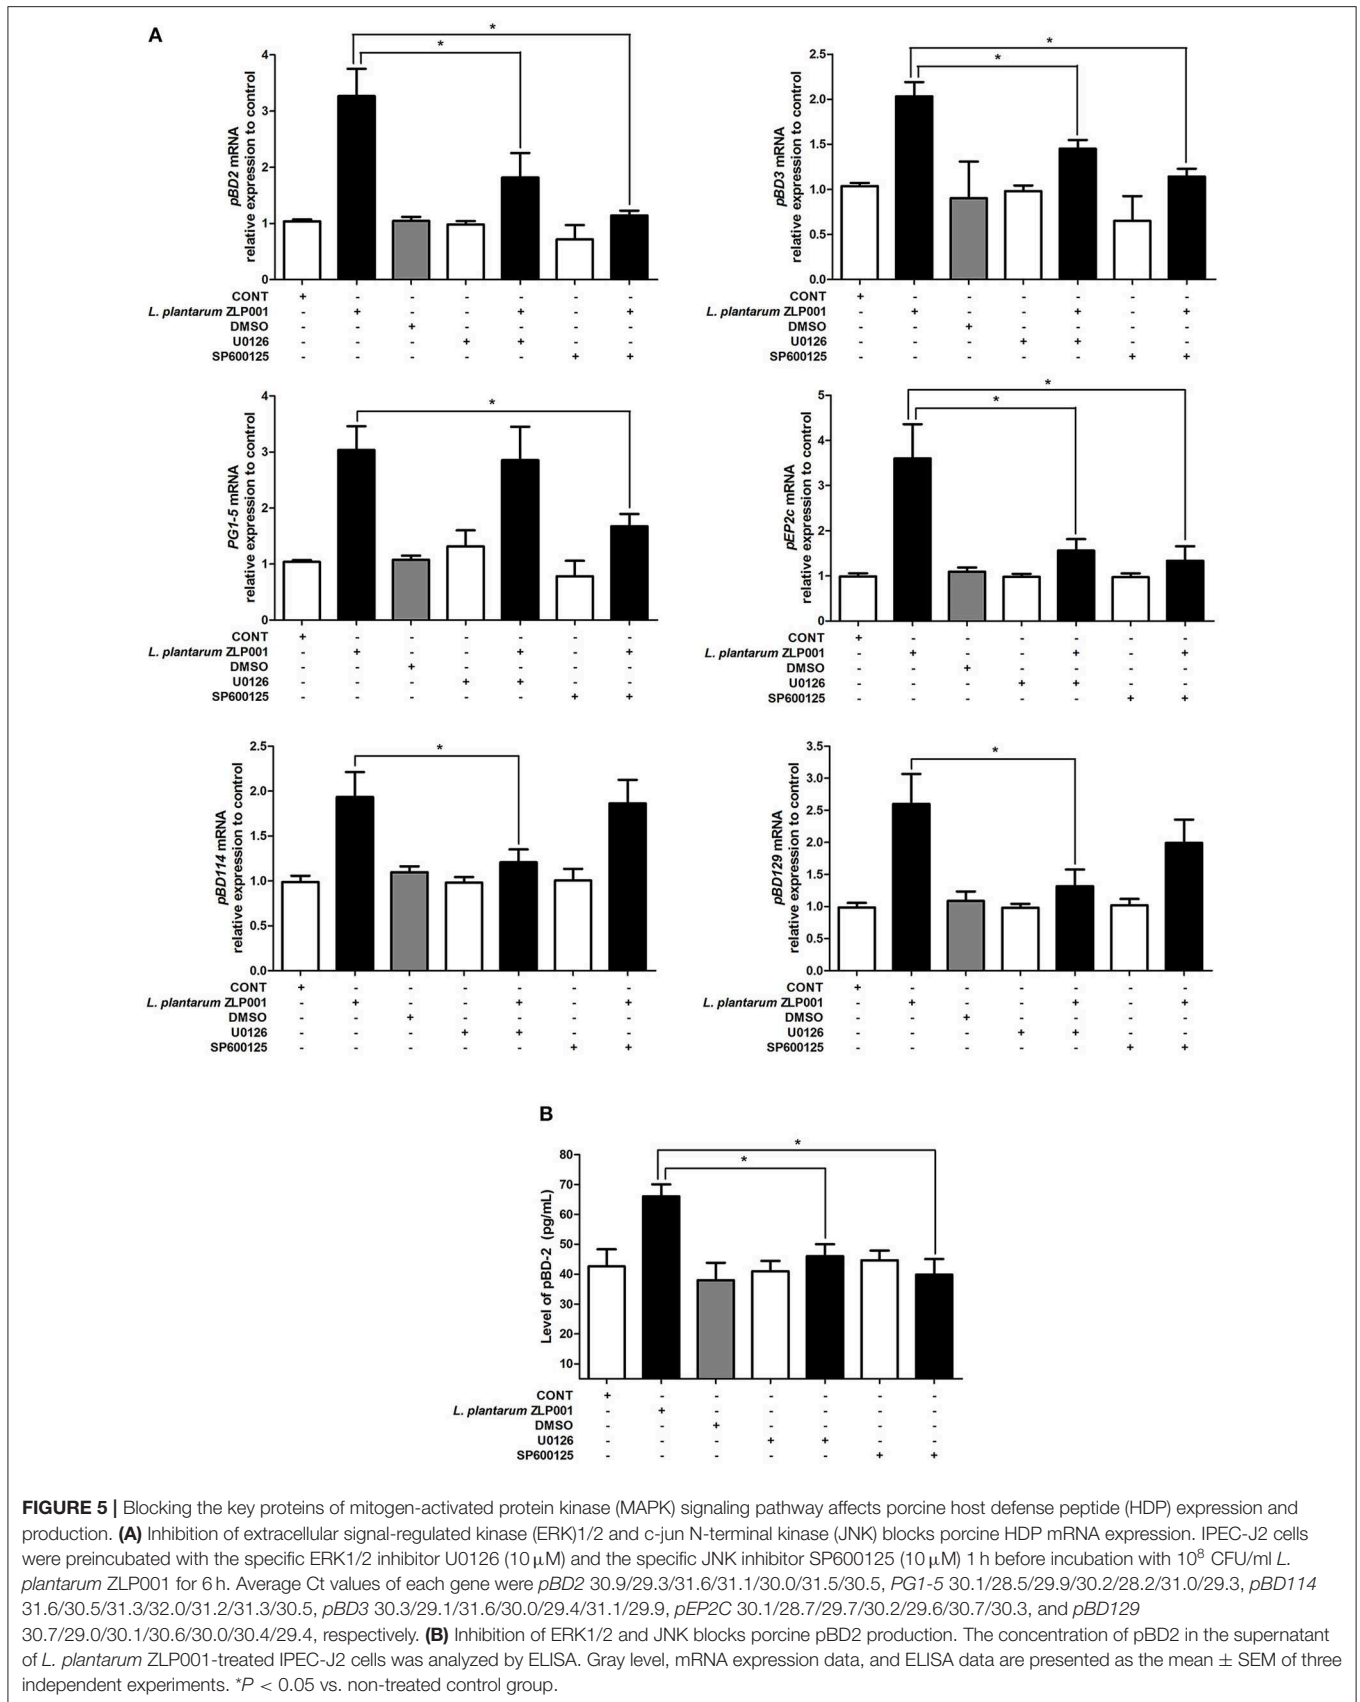 A
*
*
4
3
2
1
0
pBD2 mRNA
relative expression to control
CONT + - - - - - -
L. plantarum ZLP001 - + - - + - +
DMSO - - + - - - -
U0126 - - - + + - -
SP600125 - - - - - + +
*
*
2.5
2.0
1.5
1.0
0.5
0.0
pBD3 mRNA
relative expression to control
CONT + - - - - - -
L. plantarum ZLP001 - + - - + - +
DMSO - - + - - - -
U0126 - - - + + - -
SP600125 - - - - - + +
*
4
3
2
1
0
PG1-5 mRNA
relative expression to control
CONT + - - - - - -
L. plantarum ZLP001 - + - - + - +
DMSO - - + - - - -
U0126 - - - + + - -
SP600125 - - - - - + +
*
*
5
4
3
2
1
0
pEP2c mRNA
relative expression to control
CONT + - - - - - -
L. plantarum ZLP001 - + - - + - +
DMSO - - + - - - -
U0126 - - - + + - -
SP600125 - - - - - + +
*
2.5
2.0
1.5
1.0
0.5
0.0
pBD114 mRNA
relative expression to control
CONT + - - - - - -
L. plantarum ZLP001 - + - - + - +
DMSO - - + - - - -
U0126 - - - + + - -
SP600125 - - - - - + +
*
3.5
3.0
2.5
2.0
1.5
1.0
0.5
0.0
pBD129 mRNA
relative expression to control
CONT + - - - - - -
L. plantarum ZLP001 - + - - + - +
DMSO - - + - - - -
U0126 - - - + + - -
SP600125 - - - - - + +
B
*
*
80
70
60
50
40
30
20
10
Level of pBD-2 (pg/mL)
CONT + - - - - - -
L. plantarum ZLP001 - + - - - - -
DMSO - - + - - - -
U0126 - - - + + - -
SP600125 - - - - - + +
FIGURE 5 | Blocking the key proteins of mitogen-activated protein kinase (MAPK) signaling pathway affects porcine host defense peptide (HDP) expression and
production. (A) Inhibition of extracellular signal-regulated kinase (ERK)1/2 and c-jun N-terminal kinase (JNK) blocks porcine HDP mRNA expression. IPEC-J2 cells
were preincubated with the specific ERK1/2 inhibitor U0126 (10 μM) and the specific JNK inhibitor SP600125 (10 μM) 1 h before incubation with 10⁸ CFU/ml L.
plantarum ZLP001 for 6 h. Average Ct values of each gene were pBD2 30.9/29.3/31.6/31.1/30.0/31.5/30.5, PG1-5 30.1/28.5/29.9/30.2/28.2/31.0/29.3, pBD114
31.6/30.5/31.3/32.0/31.2/31.3/30.5, pBD3 30.3/29.1/31.6/30.0/29.4/31.1/29.9, pEP2C 30.1/28.7/29.7/30.2/29.6/30.7/30.3, and pBD129
30.7/29.0/30.1/30.6/30.0/30.4/29.4, respectively. (B) Inhibition of ERK1/2 and JNK blocks porcine pBD2 production. The concentration of pBD2 in the supernatant
of L. plantarum ZLP001-treated IPEC-J2 cells was analyzed by ELISA. Gray level, mRNA expression data, and ELISA data are presented as the mean ± SEM of three
independent experiments. *P < 0.05 vs. non-treated control group.